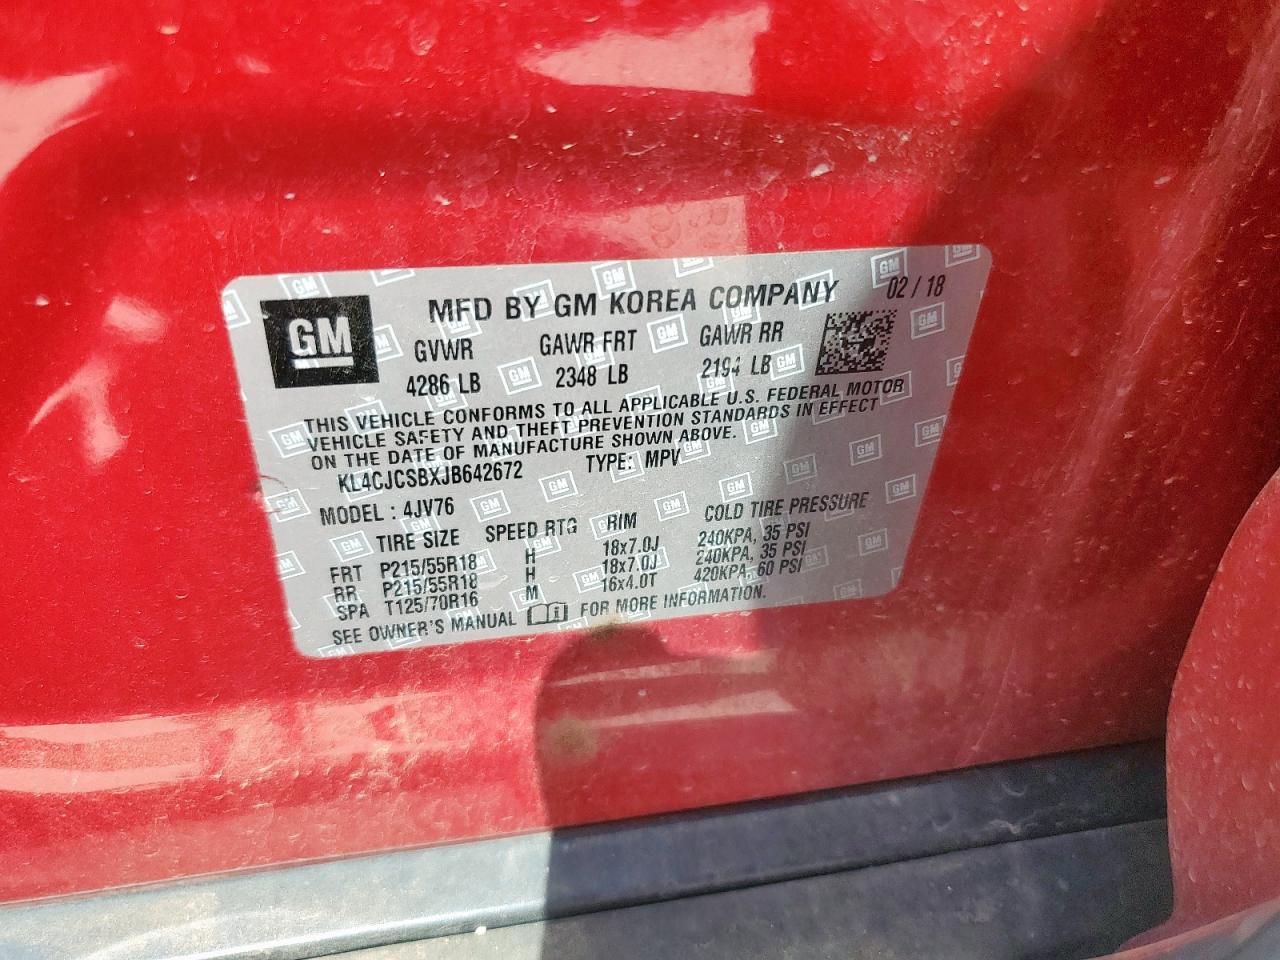 GM
MFD BY GM KOREA COMPANY 02 / 18
GVWR GAWR FRT GAWR RR
4286 LB 2348 LB 2194 LB
THIS VEHICLE CONFORMS TO ALL APPLICABLE U.S. FEDERAL MOTOR
VEHICLE SAFETY AND THEFT PREVENTION STANDARDS IN EFFECT
ON THE DATE OF MANUFACTURE SHOWN ABOVE.
KL4CJCSBXJB642672 TYPE: MPV
MODEL : 4JV76
TIRE SIZE SPEED RTG RIM COLD TIRE PRESSURE
FRT P215/55R18 H 18x7.0J 240KPA, 35 PSI
RR P215/55R18 H 18x7.0J 240KPA, 35 PSI
SPA T125/70R16 M 16x4.0T 420KPA, 60 PSI
SEE OWNER'S MANUAL FOR MORE INFORMATION.